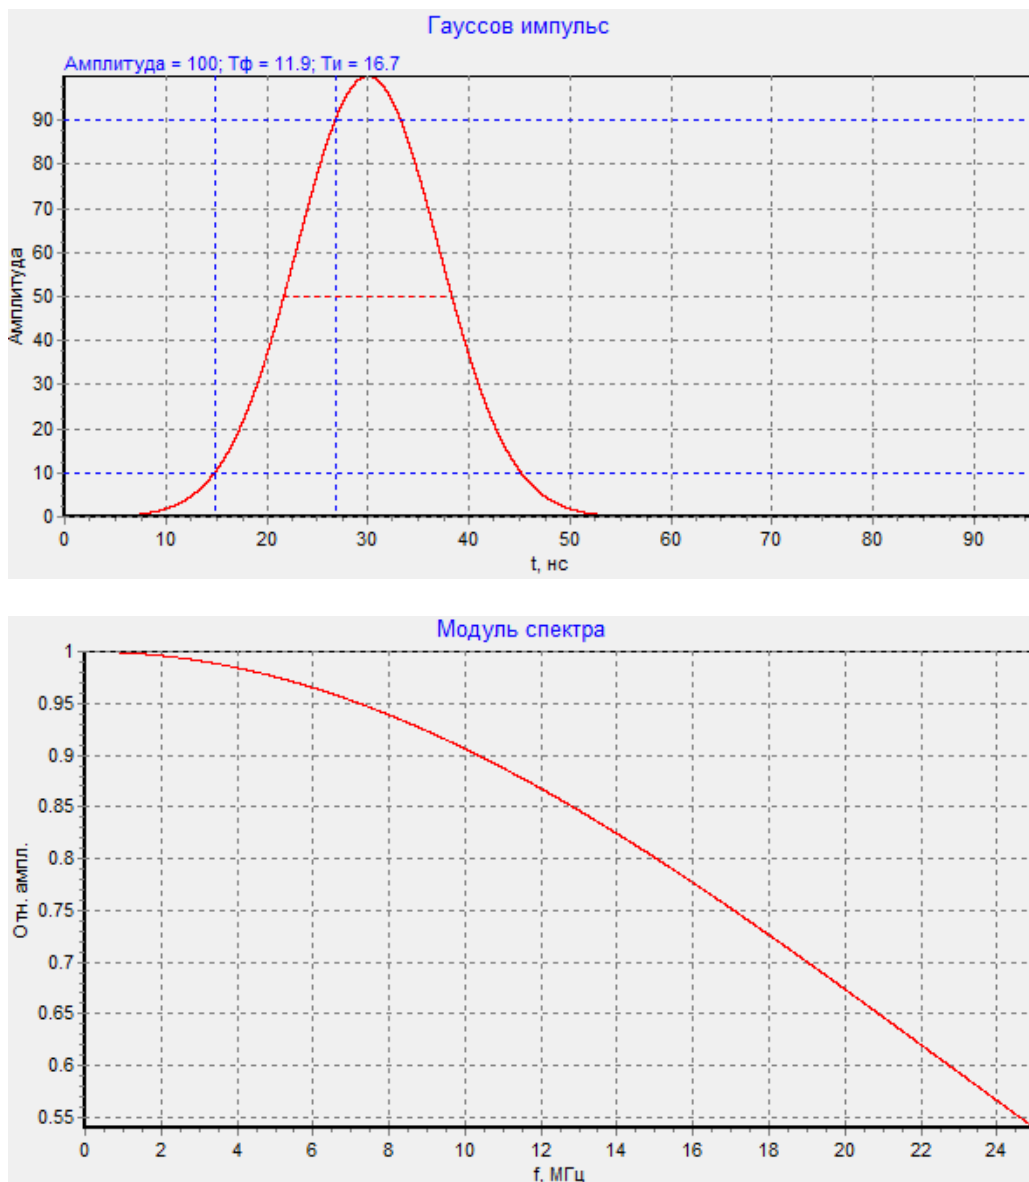 Гауссов импульс
Амплитуда = 100; Тф = 11.9; Ти = 16.7
90
80
70
60
50
40
30
20
10
0
Амплитуда
0 10 20 30 40 50 60 70 80 90
t, нс
Модуль спектра
1
0.95
0.9
0.85
0.8
0.75
0.7
0.65
0.6
0.55
Отн. ампл.
0 2 4 6 8 10 12 14 16 18 20 22 24
f, МГц